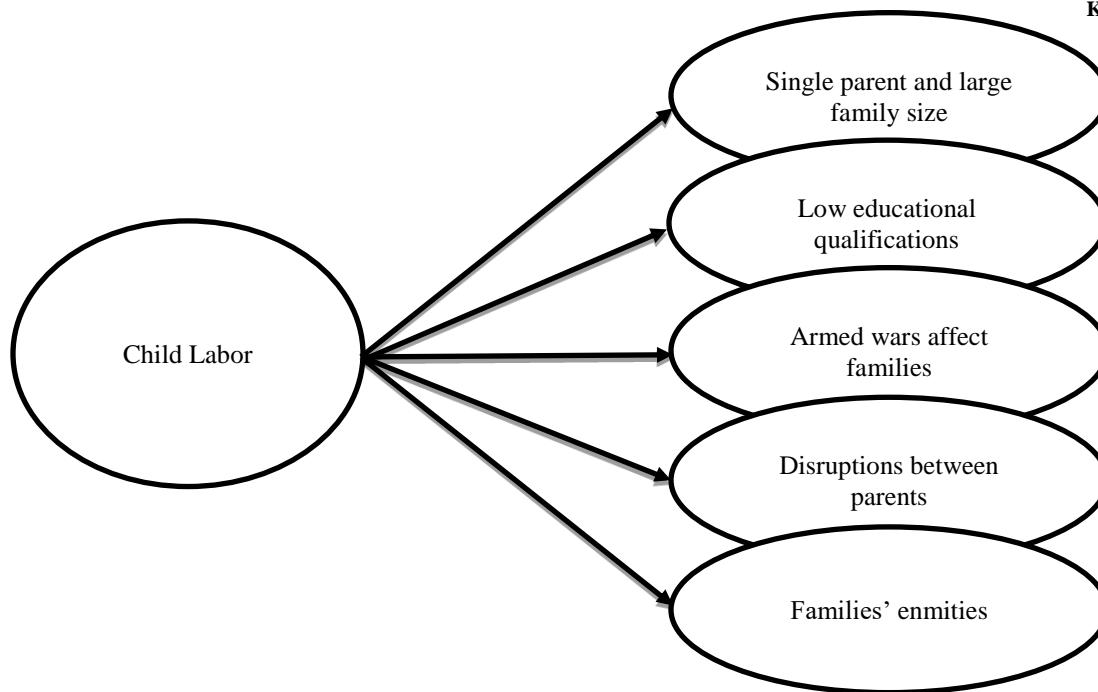 K
Single parent and large
family size
Low educational
qualifications
Child Labor
Armed wars affect
families
Disruptions between
parents
Families’ enmities